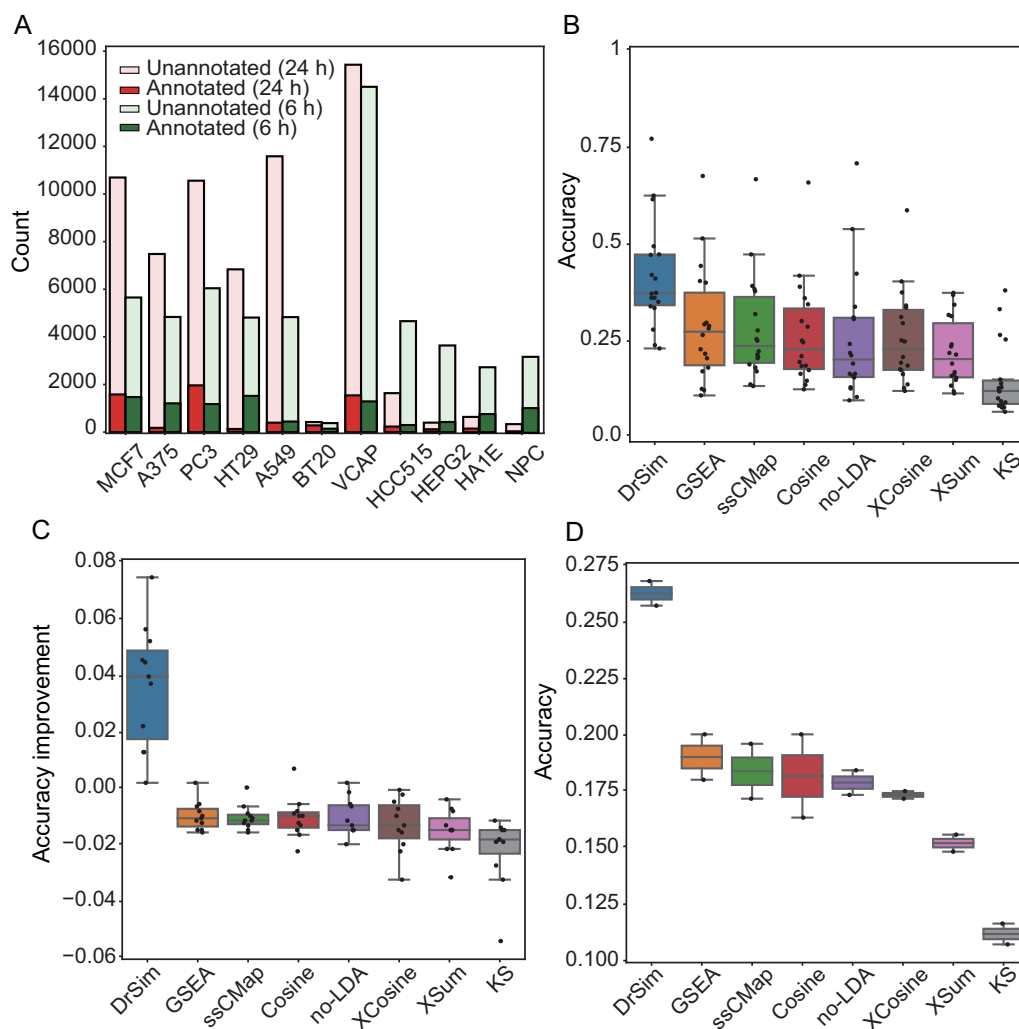 A
16000
14000
12000
10000
8000
6000
4000
2000
0
Count
Unannotated (24 h)
Annotated (24 h)
Unannotated (6 h)
Annotated (6 h)
MCF7
A375
PC3
HT29
A549
BT20
VCAP
HCC515
HEPG2
HA1E
NPC
B
1
0.75
0.5
0.25
0.0
Accuracy
DrSim
GSEA
ssCMap
Cosine
no-LDA
XCosine
XSum
KS
C
0.08
0.06
0.04
0.02
0.00
−0.02
−0.04
−0.06
Accuracy improvement
DrSim
GSEA
ssCMap
Cosine
no-LDA
XCosine
XSum
KS
D
0.275
0.250
0.225
0.200
0.175
0.150
0.125
0.100
Accuracy
DrSim
GSEA
ssCMap
Cosine
no-LDA
XCosine
XSum
KS